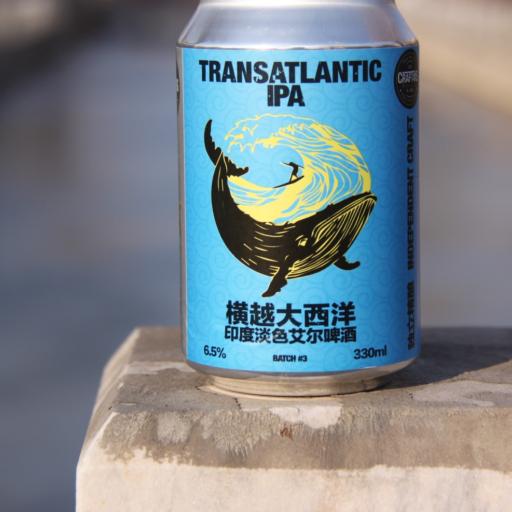 TRANSATLANTIC
IPA
横越大西洋
印度淡色艾尔啤酒
6.5%
BATCH #3
330ml
INDEPENDENT CRAFT